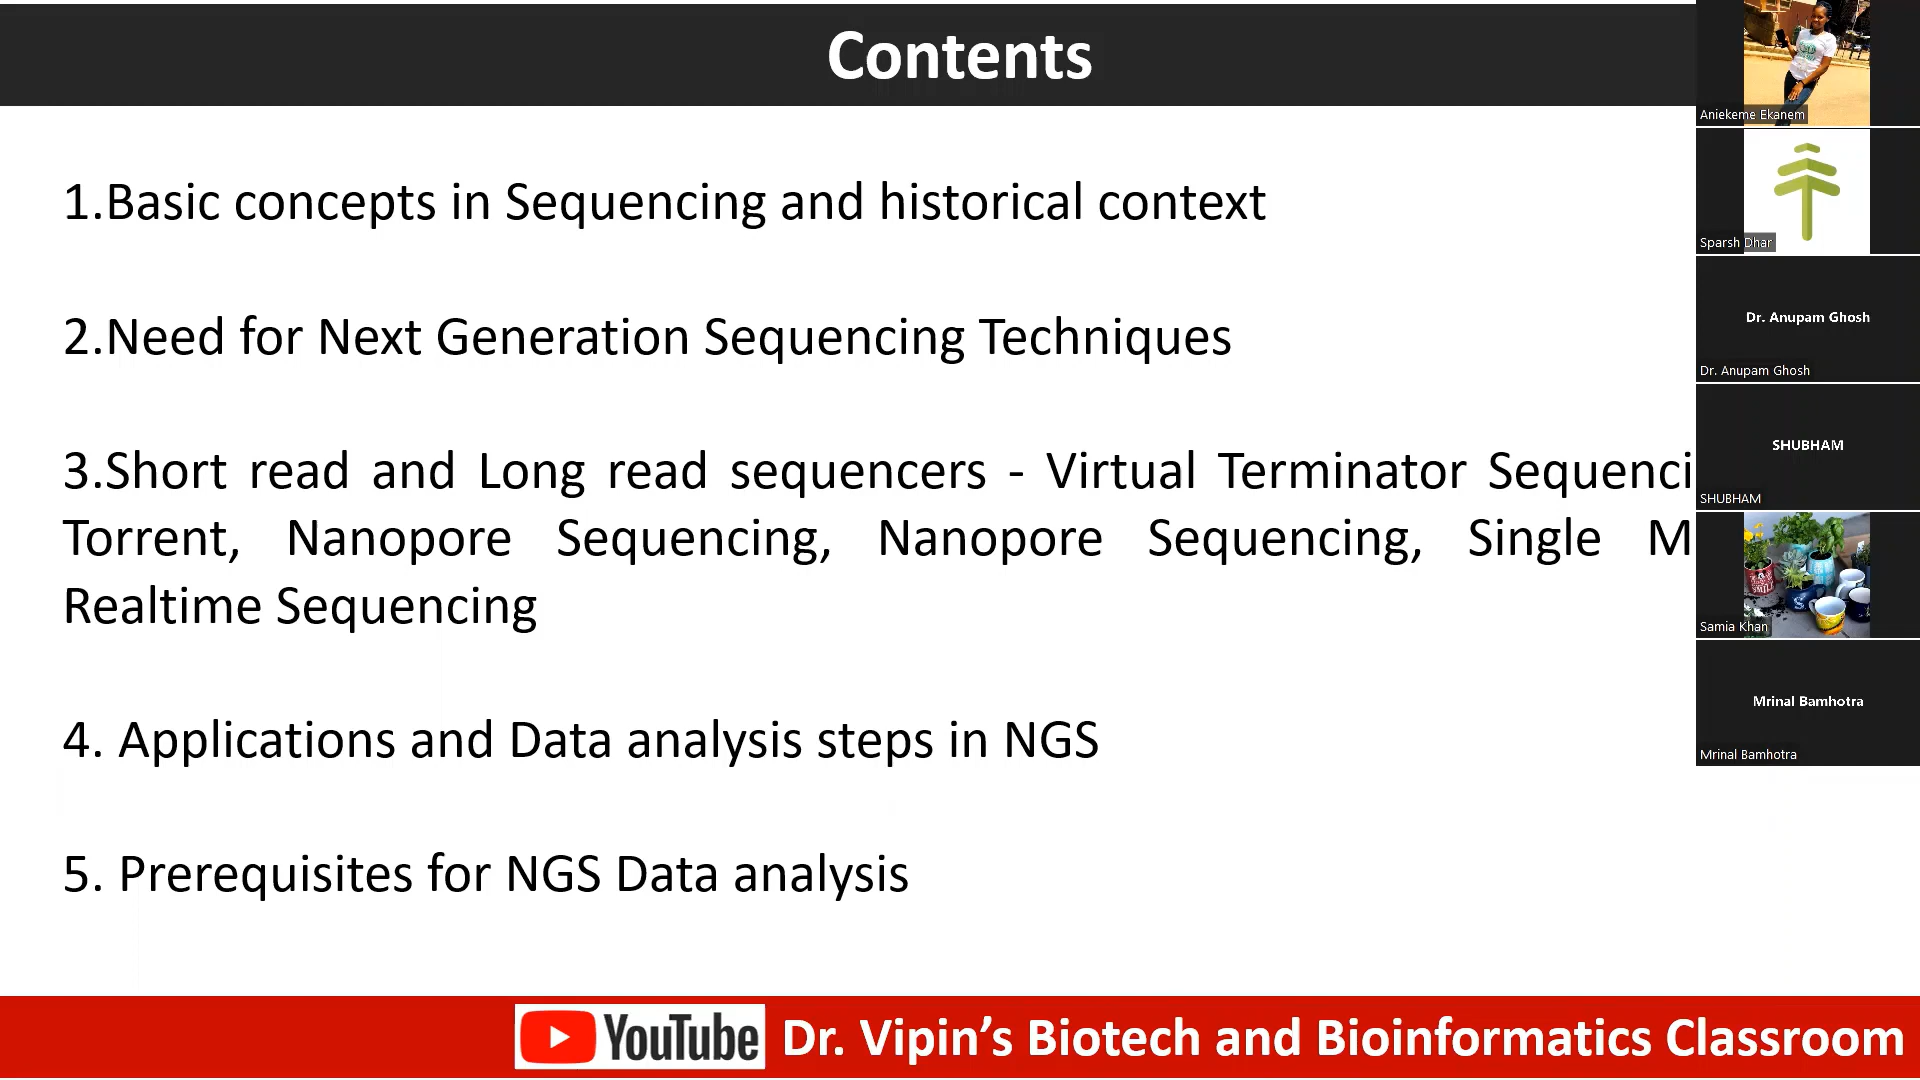 Contents
1.Basic concepts in Sequencing and historical context
2.Need for Next Generation Sequencing Techniques
3.Short read and Long read sequencers - Virtual Terminator Sequenci
Torrent, Nanopore Sequencing, Nanopore Sequencing, Single M
Realtime Sequencing
4. Applications and Data analysis steps in NGS
5. Prerequisites for NGS Data analysis
YouTube Dr. Vipin’s Biotech and Bioinformatics Classroom
Aniekeme Ekanem
Sparsh Dhar
Dr. Anupam Ghosh
Dr. Anupam Ghosh
SHUBHAM
SHUBHAM
Samia Khan
Mrinal Bamhotra
Mrinal Bamhotra